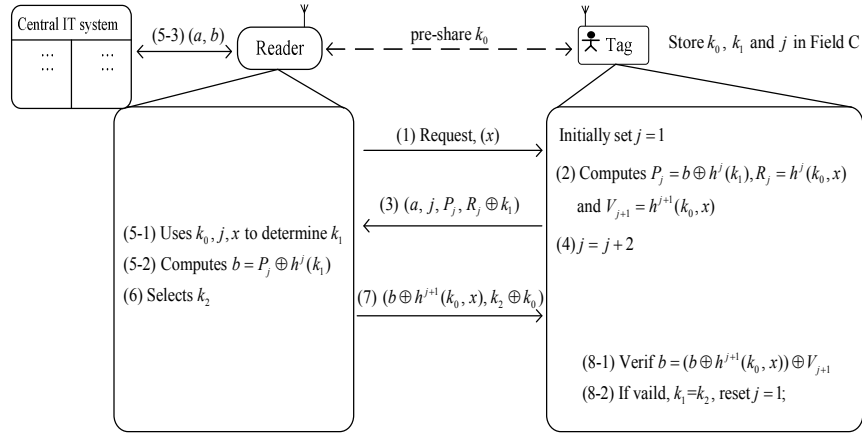 Central IT system
... ...
... ...
(5-3) (a, b)
Reader
pre-share k₀
Tag
Store k₀, k₁ and j in Field C
(1) Request, (x)
Initially set j = 1
(2) Computes Pⱼ = b ⊕ hʲ(k₁), Rⱼ = hʲ(k₀, x)
and Vⱼ₊₁ = hʲ⁺¹(k₀, x)
(3) (a, j, Pⱼ, Rⱼ ⊕ k₁)
(4) j = j + 2
(5-1) Uses k₀, j, x to determine k₁
(5-2) Computes b = Pⱼ ⊕ hʲ(k₁)
(6) Selects k₂
(7) (b ⊕ hʲ⁺¹(k₀, x), k₂ ⊕ k₀)
(8-1) Verif b = (b ⊕ hʲ⁺¹(k₀, x)) ⊕ Vⱼ₊₁
(8-2) If vaild, k₁=k₂, reset j = 1;